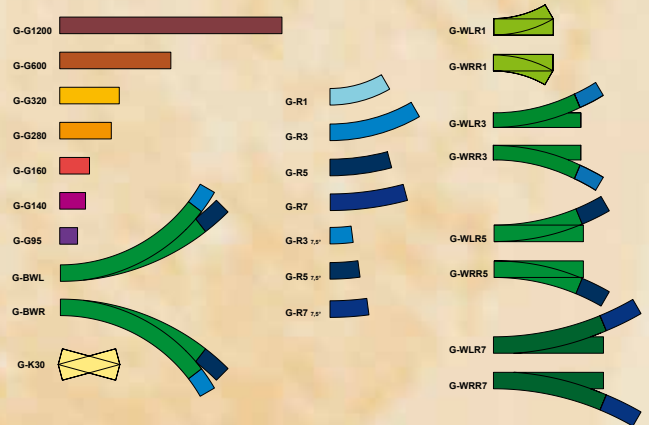 G-G1200
G-G600
G-G320
G-G280
G-G160
G-G140
G-G95
G-BWL
G-BWR
G-K30
G-R1
G-R3
G-R5
G-R7
G-R3 7,5°
G-R5 7,5°
G-R7 7,5°
G-WLR1
G-WRR1
G-WLR3
G-WRR3
G-WLR5
G-WRR5
G-WLR7
G-WRR7